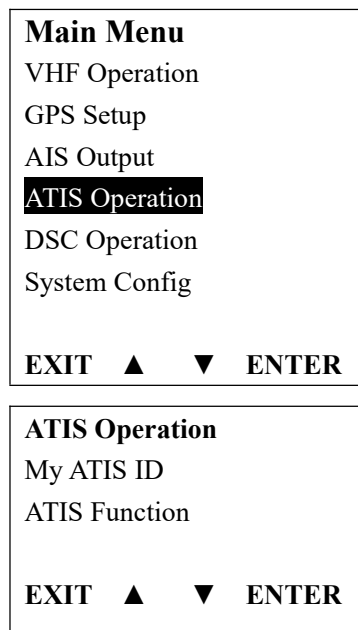 Main Menu
VHF Operation
GPS Setup
AIS Output
ATIS Operation
DSC Operation
System Config
EXIT ▲ ▼ ENTER
ATIS Operation
My ATIS ID
ATIS Function
EXIT ▲ ▼ ENTER